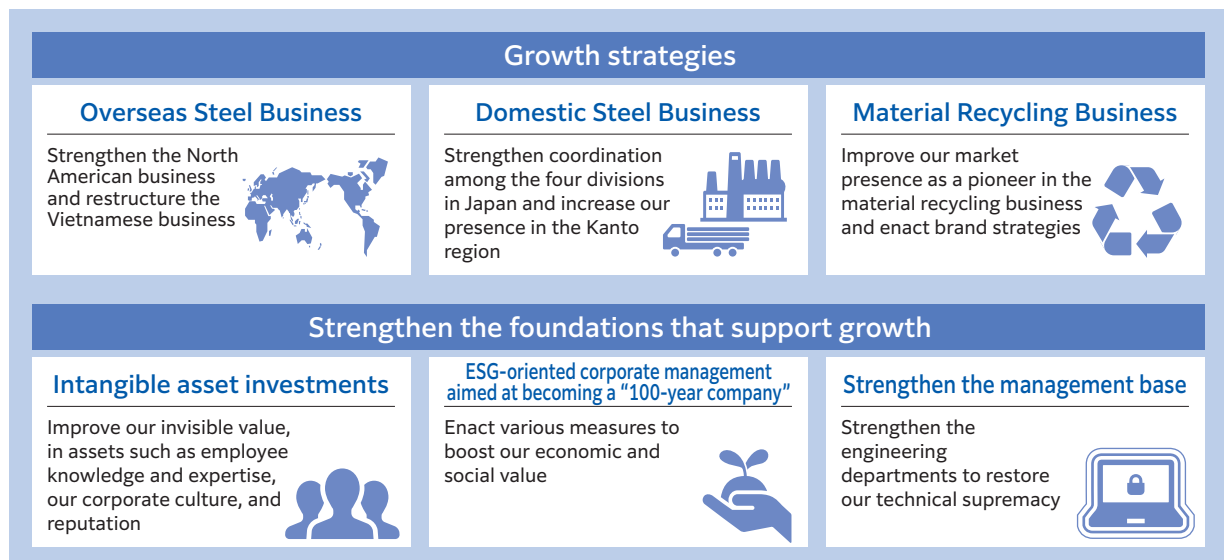 Growth strategies
Overseas Steel Business
Strengthen the North
American business
and restructure the
Vietnamese business
Domestic Steel Business
Strengthen coordination
among the four divisions
in Japan and increase our
presence in the Kanto
region
Material Recycling Business
Improve our market
presence as a pioneer in the
material recycling business
and enact brand strategies
Strengthen the foundations that support growth
Intangible asset investments
Improve our invisible value,
in assets such as employee
knowledge and expertise,
our corporate culture, and
reputation
ESG-oriented corporate management
aimed at becoming a “100-year company”
Enact various measures to
boost our economic and
social value
Strengthen the management base
Strengthen the
engineering
departments to restore
our technical supremacy